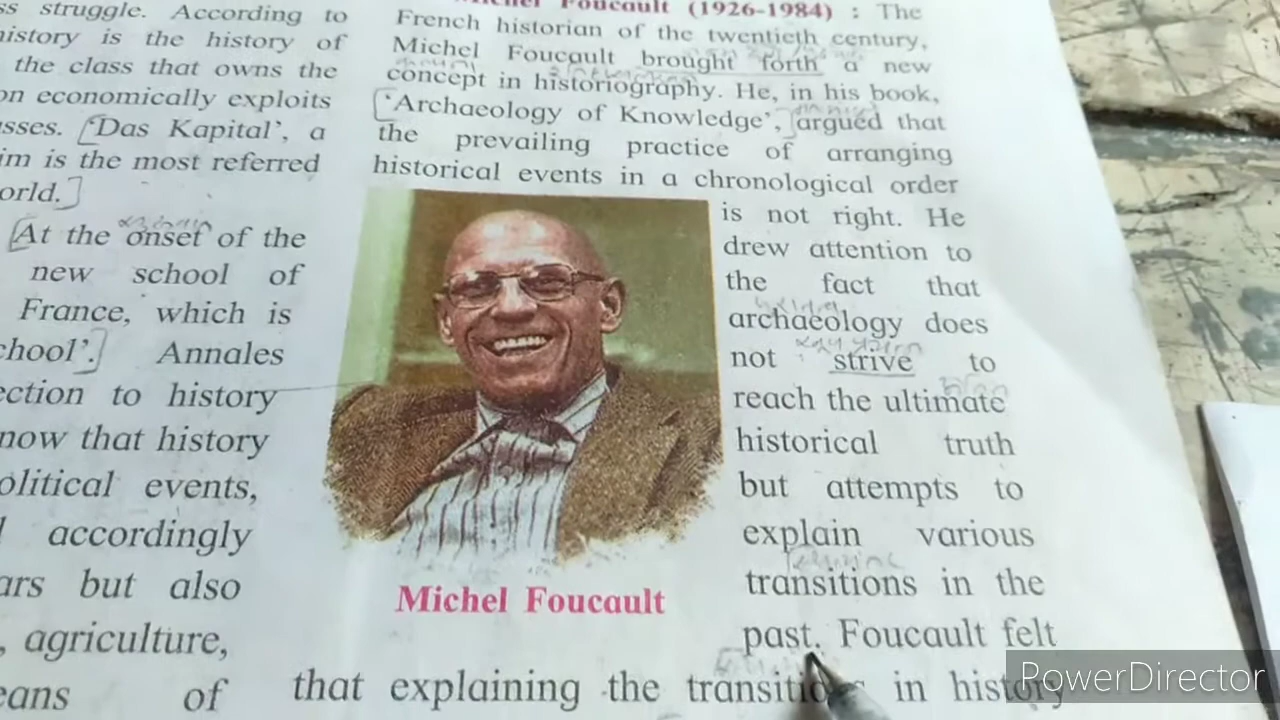 ss struggle. According to
history is the history of
the class that owns the
on economically exploits
asses. 'Das Kapital', a
im is the most referred
orld.
At the onset of the
new school of
France, which is
chool'. Annales
ection to history
now that history
olitical events,
accordingly
ars but also
, agriculture,
eans of
Michel Foucault (1926-1984) : The
French historian of the twentieth century,
Michel Foucault brought forth a new
concept in historiography. He, in his book,
'Archaeology of Knowledge', argued that
the prevailing practice of arranging
historical events in a chronological order
is not right. He
drew attention to
the fact that
archaeology does
not strive to
reach the ultimate
historical truth
but attempts to
explain various
transitions in the
past. Foucault felt
that explaining the transitions in history
Michel Foucault
PowerDirector